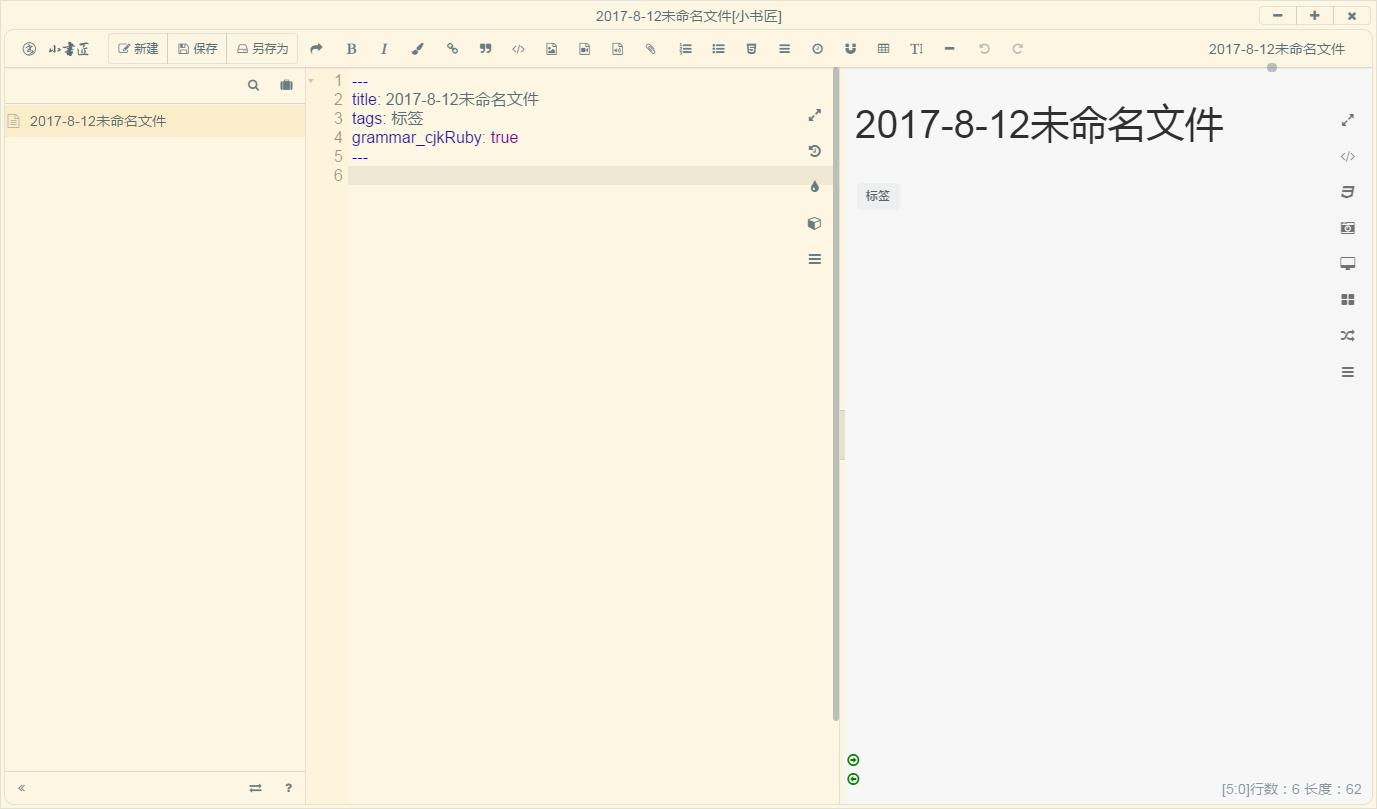 2017-8-12未命名文件[小书匠]
小书匠 新建 保存 另存为 2017-8-12未命名文件
2017-8-12未命名文件
1 ---
2 title: 2017-8-12未命名文件
3 tags: 标签
4 grammar_cjkRuby: true
5 ---
6
2017-8-12未命名文件
标签
[5:0]行数：6 长度：62